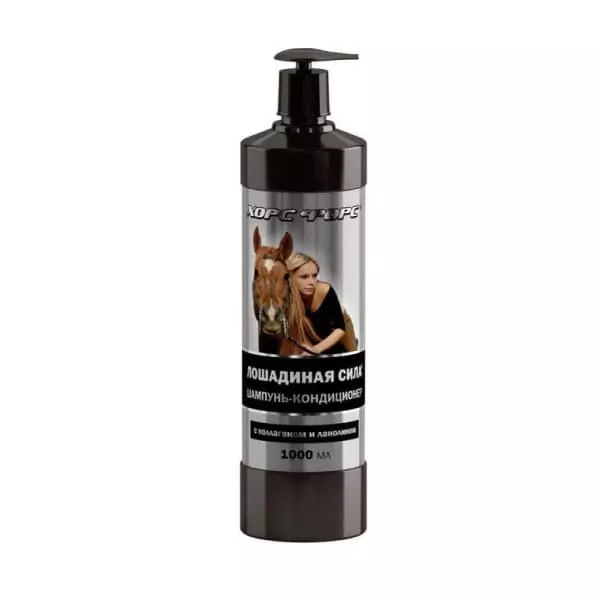 ХОРС ФОРС
ЛОШАДИНАЯ СИЛА
ШАМПУНЬ-КОНДИЦИОНЕР
с коллагеном и ланолином
1000 мл